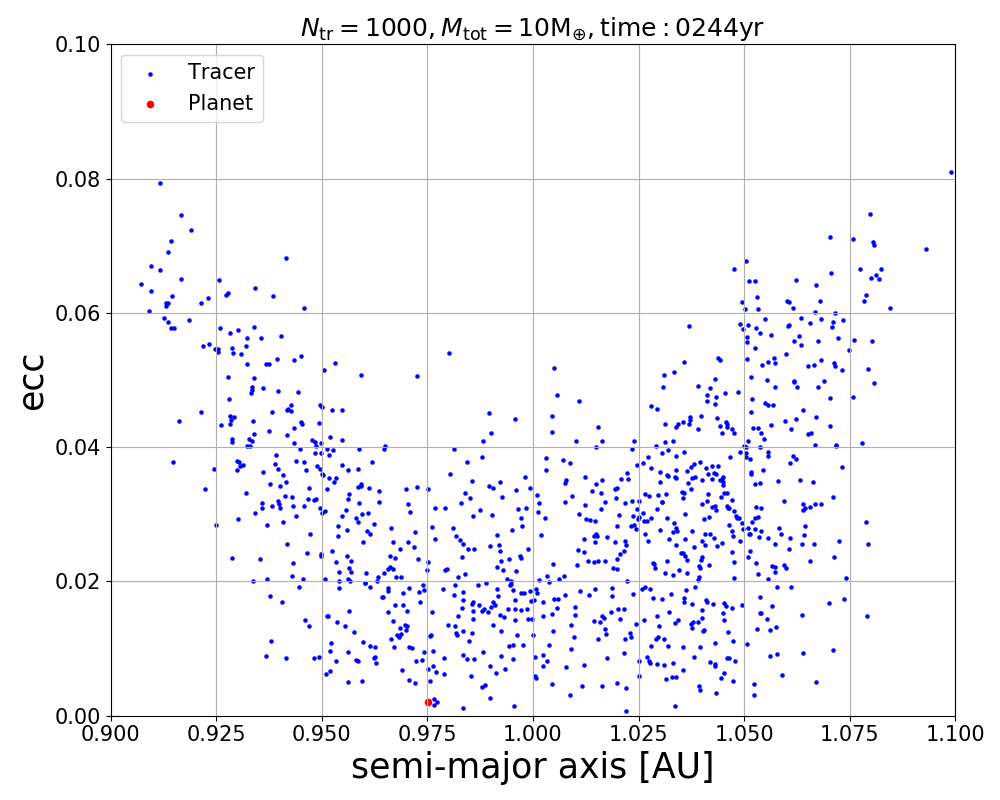 N_tr = 1000, M_tot = 10M_⊕, time : 0244yr
0.10
Tracer
Planet
0.08
0.06
ecc
0.04
0.02
0.00
0.900 0.925 0.950 0.975 1.000 1.025 1.050 1.075 1.100
semi-major axis [AU]